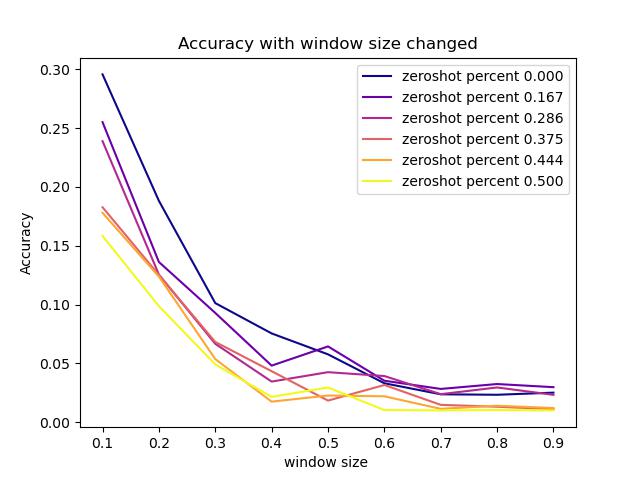 Accuracy with window size changed
zeroshot percent 0.000
zeroshot percent 0.167
zeroshot percent 0.286
zeroshot percent 0.375
zeroshot percent 0.444
zeroshot percent 0.500
Accuracy
0.30
0.25
0.20
0.15
0.10
0.05
0.00
0.1 0.2 0.3 0.4 0.5 0.6 0.7 0.8 0.9
window size